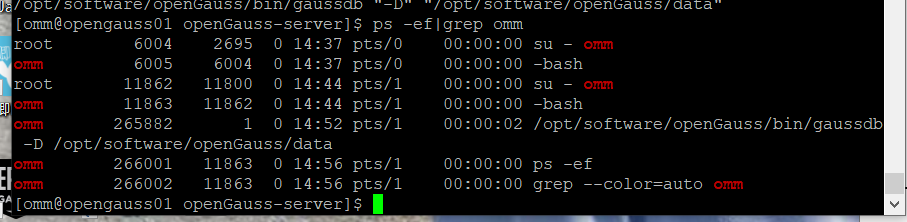 /opt/software/openGauss/bin/gaussdb "-D" "/opt/software/openGauss/data"
[omm@opengauss01 openGauss-server]$ ps -ef|grep omm
root 6004 2695 0 14:37 pts/0 00:00:00 su - omm
omm 6005 6004 0 14:37 pts/0 00:00:00 -bash
root 11862 11800 0 14:44 pts/1 00:00:00 su - omm
omm 11863 11862 0 14:44 pts/1 00:00:00 -bash
omm 265882 1 0 14:52 pts/1 00:00:02 /opt/software/openGauss/bin/gaussdb
-D /opt/software/openGauss/data
omm 266001 11863 0 14:56 pts/1 00:00:00 ps -ef
omm 266002 11863 0 14:56 pts/1 00:00:00 grep --color=auto omm
[omm@opengauss01 openGauss-server]$